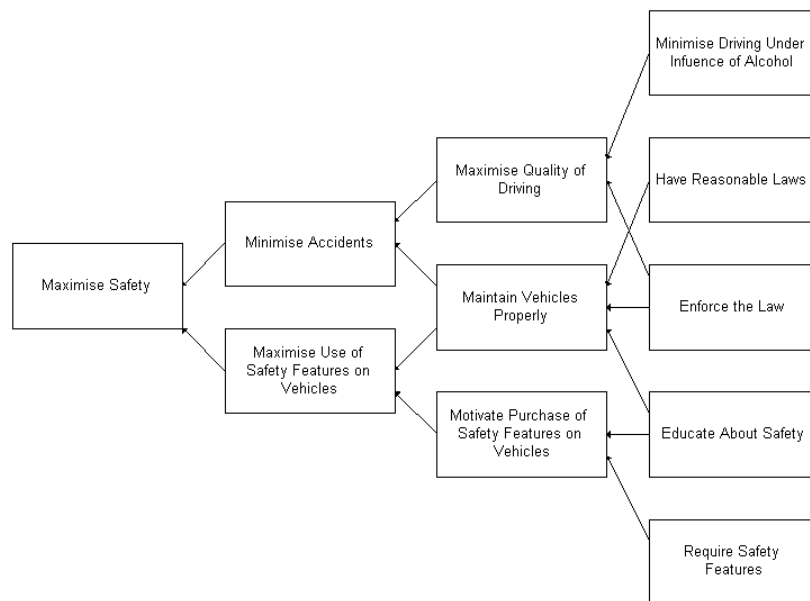 Minimise Driving Under
Infuence of Alcohol
Maximise Quality of
Driving
Have Reasonable Laws
Minimise Accidents
Maximise Safety
Maintain Vehicles
Properly
Enforce the Law
Maximise Use of
Safety Features on
Vehicles
Motivate Purchase of
Safety Features on
Vehicles
Educate About Safety
Require Safety
Features